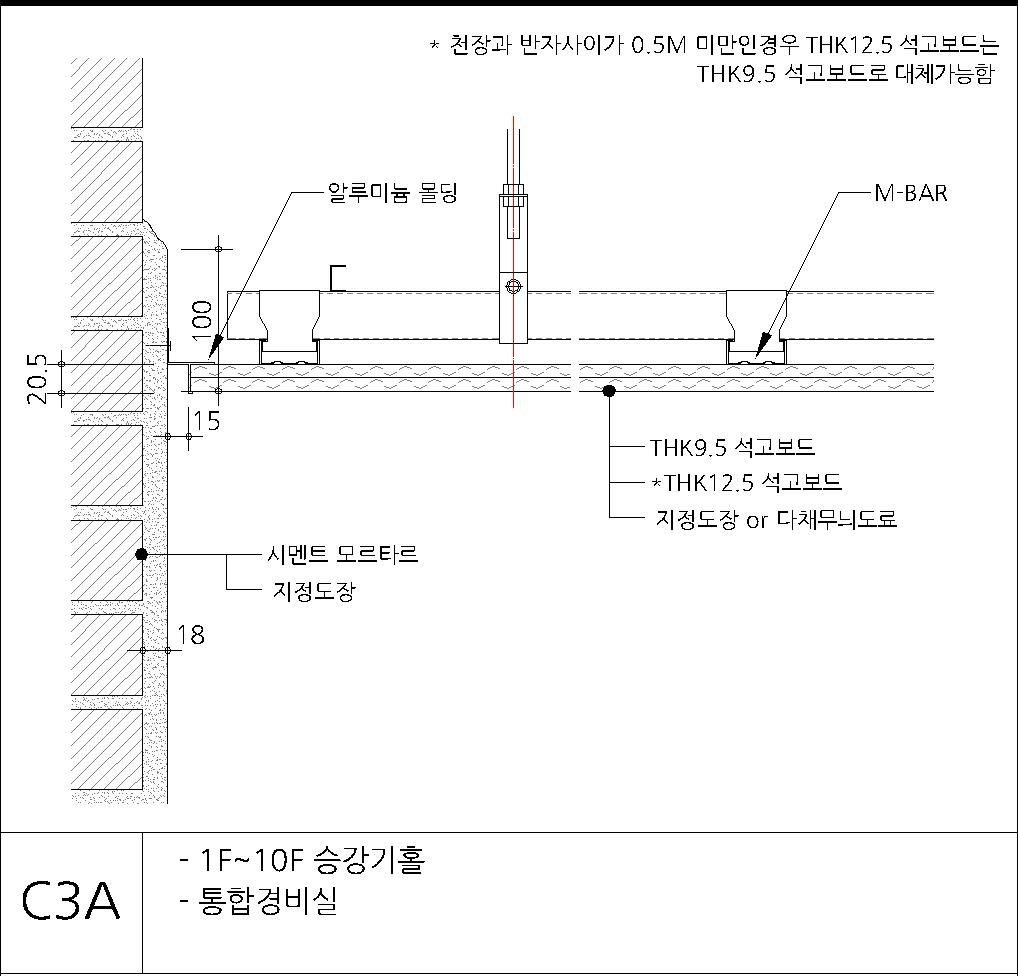 * 천장과 반자사이가 0.5M 미만인경우 THK12.5 석고보드는
THK9.5 석고보드로 대체가능함
알루미늄 몰딩
M-BAR
100
20.5
15
THK9.5 석고보드
*THK12.5 석고보드
지정도장 or 다채무늬도료
시멘트 모르타르
지정도장
18
C3A
- 1F~10F 승강기홀
- 통합경비실